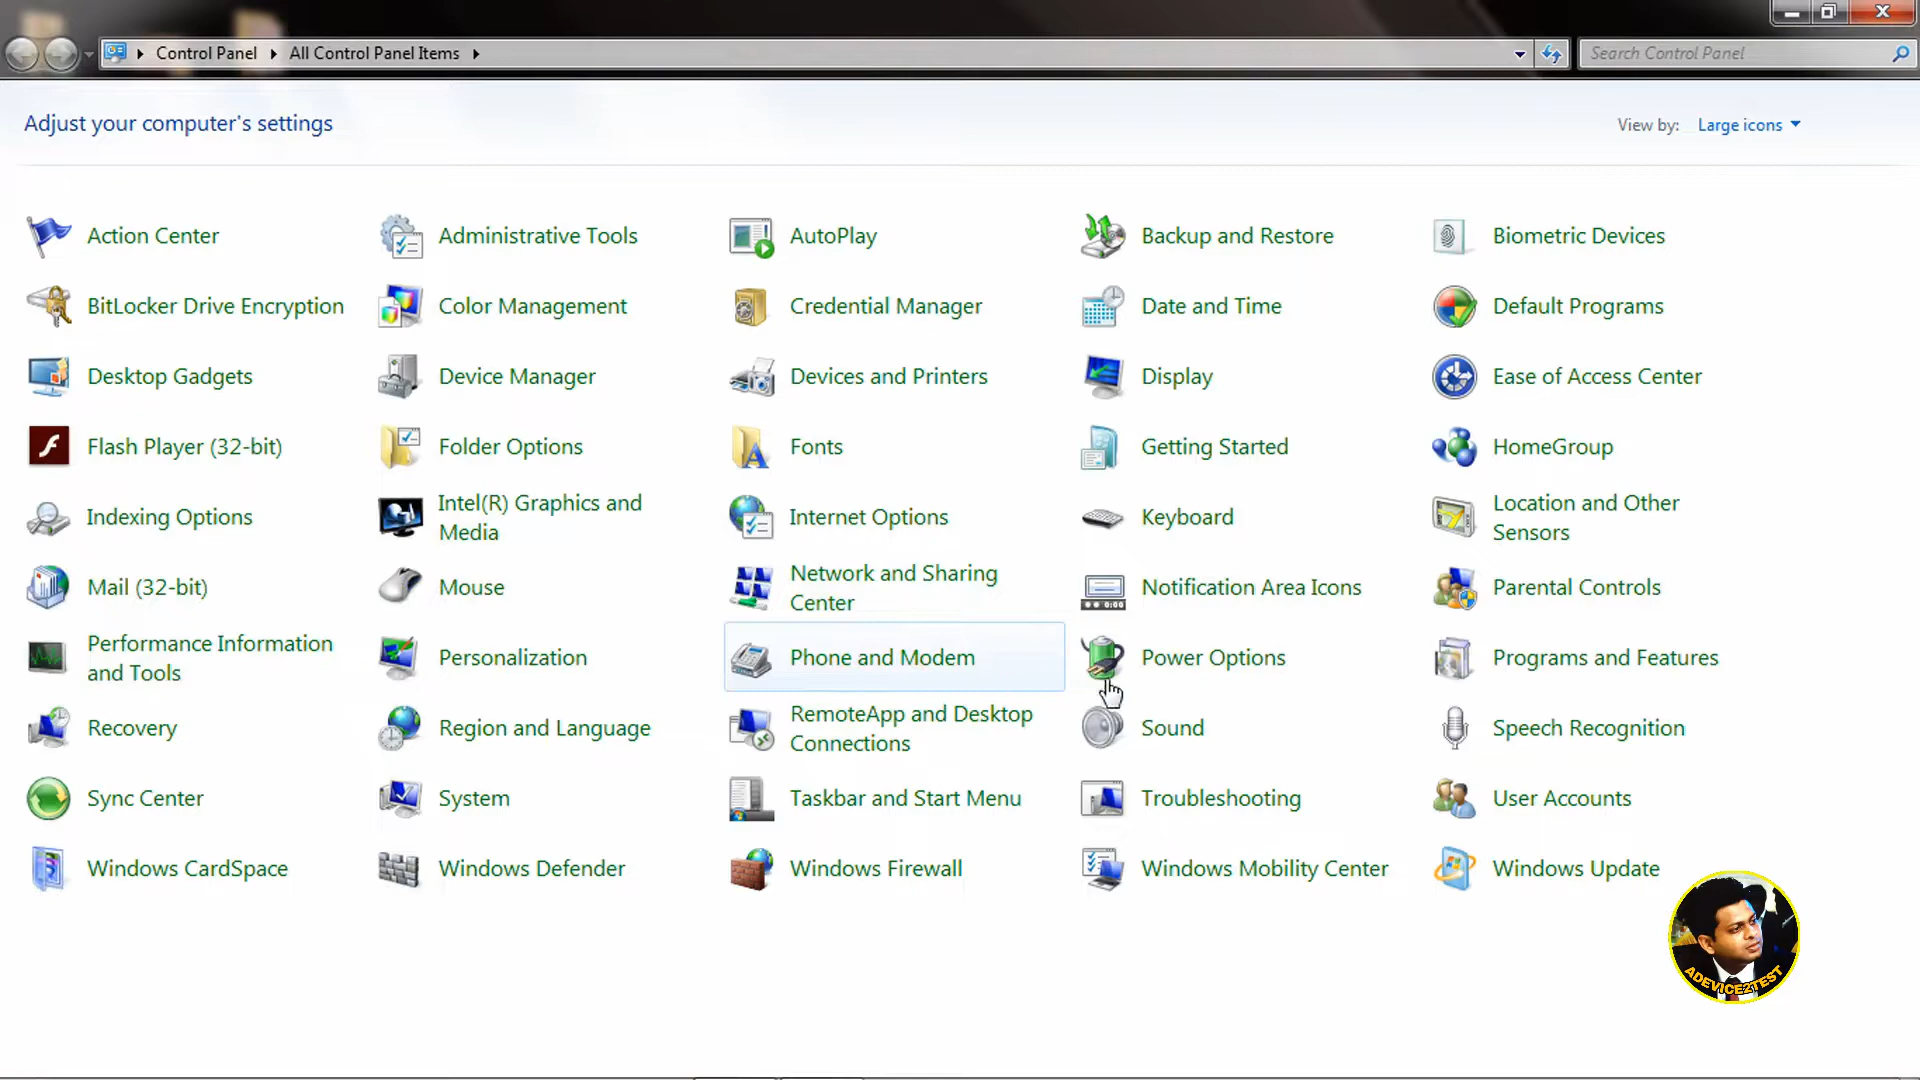 Control Panel
All Control Panel Items
Search Control Panel
Adjust your computer's settings
View by:
Large icons
Action Center
Administrative Tools
AutoPlay
Backup and Restore
Biometric Devices
BitLocker Drive Encryption
Color Management
Credential Manager
Date and Time
Default Programs
Desktop Gadgets
Device Manager
Devices and Printers
Display
Ease of Access Center
Flash Player (32-bit)
Folder Options
Fonts
Getting Started
HomeGroup
Indexing Options
Intel(R) Graphics and
Media
Internet Options
Keyboard
Location and Other
Sensors
Mail (32-bit)
Mouse
Network and Sharing
Center
Notification Area Icons
Parental Controls
Performance Information
and Tools
Personalization
Phone and Modem
Power Options
Programs and Features
Recovery
Region and Language
RemoteApp and Desktop
Connections
Sound
Speech Recognition
Sync Center
System
Taskbar and Start Menu
Troubleshooting
User Accounts
Windows CardSpace
Windows Defender
Windows Firewall
Windows Mobility Center
Windows Update
ADEVICE2TEST